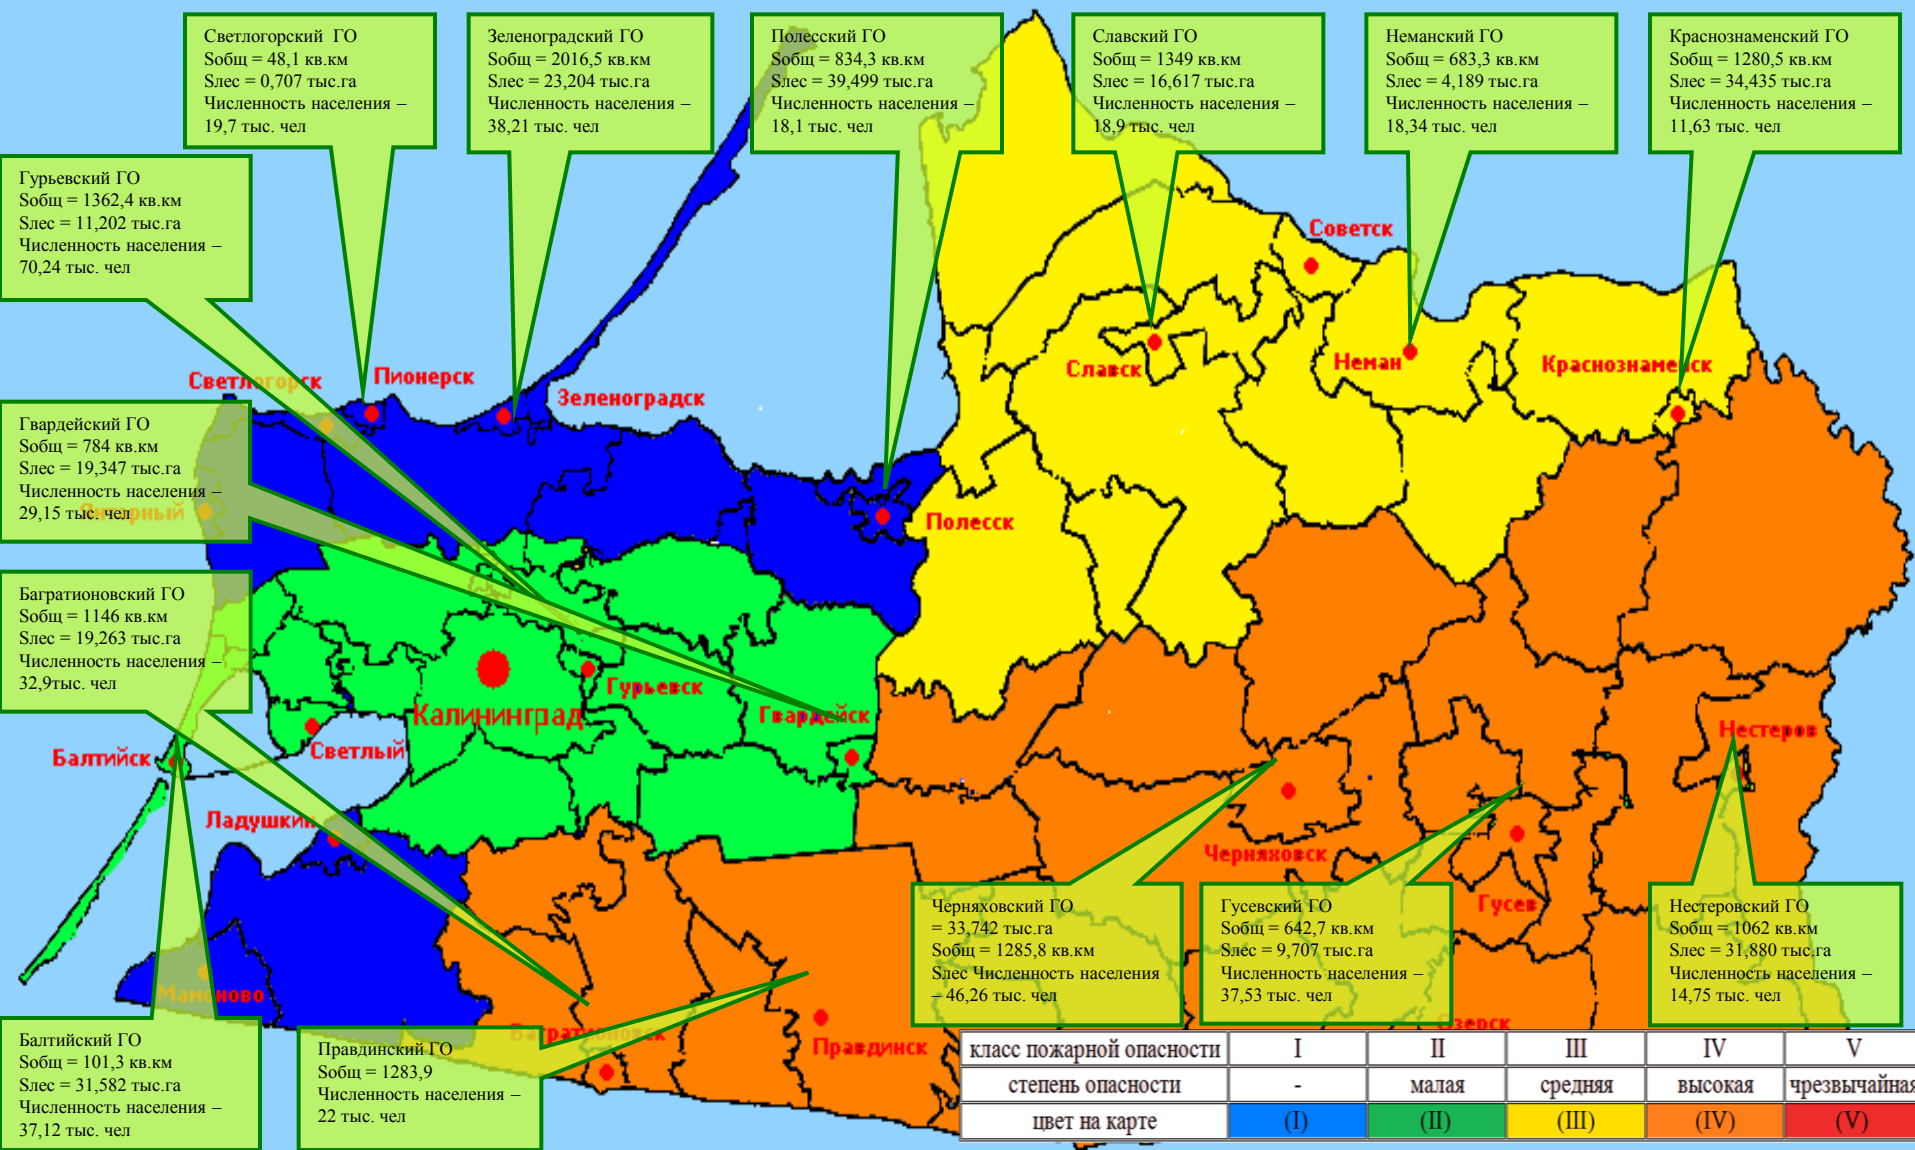 Светлогорский  ГО
Sобщ = 48,1 кв.км
Sлес = 0,707 тыс.га
Численность населения –
19,7 тыс. чел
Зеленоградский ГО
Sобщ = 2016,5 кв.км
Sлес = 23,204 тыс.га
Численность населения –
38,21 тыс. чел
Полесский ГО
Sобщ = 834,3 кв.км
Sлес = 39,499 тыс.га
Численность населения –
18,1 тыс. чел
Славский ГО
Sобщ = 1349 кв.км
Sлес = 16,617 тыс.га
Численность населения –
18,9 тыс. чел
Неманский ГО
Sобщ = 683,3 кв.км
Sлес = 4,189 тыс.га
Численность населения –
18,34 тыс. чел
Краснознаменский ГО
Sобщ = 1280,5 кв.км
Sлес = 34,435 тыс.га
Численность населения –
11,63 тыс. чел
Гурьевский ГО
Sобщ = 1362,4 кв.км
Sлес = 11,202 тыс.га
Численность населения –
70,24 тыс. чел
Советск
Славск
Неман
Краснознаменск
Светлогорск
Пионерск
Зеленоградск
Гвардейский ГО
Sобщ = 784 кв.км
Sлес = 19,347 тыс.га
Численность населения –
29,15 тыс. чел
Янтарный
Полесск
Багратионовский ГО
Sобщ = 1146 кв.км
Sлес = 19,263 тыс.га
Численность населения –
32,9тыс. чел
Гурьевск
Калининград
Гвардейск
Нестеров
Светлый
Балтийск
Ладушкин
Черняховск
Гусев
Черняховский ГО
= 33,742 тыс.га
Sобщ = 1285,8 кв.км
Sлес Численность населения
– 46,26 тыс. чел
Гусевский ГО
Sобщ = 642,7 кв.км
Sлес = 9,707 тыс.га
Численность населения –
37,53 тыс. чел
Нестеровский ГО
Sобщ = 1062 кв.км
Sлес = 31,880 тыс.га
Численность населения –
14,75 тыс. чел
Мамоново
Озерск
Багратионовск
Правдинск
Балтийский ГО
Sобщ = 101,3 кв.км
Sлес = 31,582 тыс.га
Численность населения –
37,12 тыс. чел
Правдинский ГО
Sобщ = 1283,9
Численность населения –
22 тыс. чел
класс пожарной опасности I II III IV V
степень опасности - малая средняя высокая чрезвычайная
цвет на карте (I) (II) (III) (IV) (V)